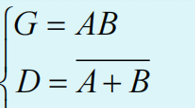 G = AB
D = \overline{A + B}